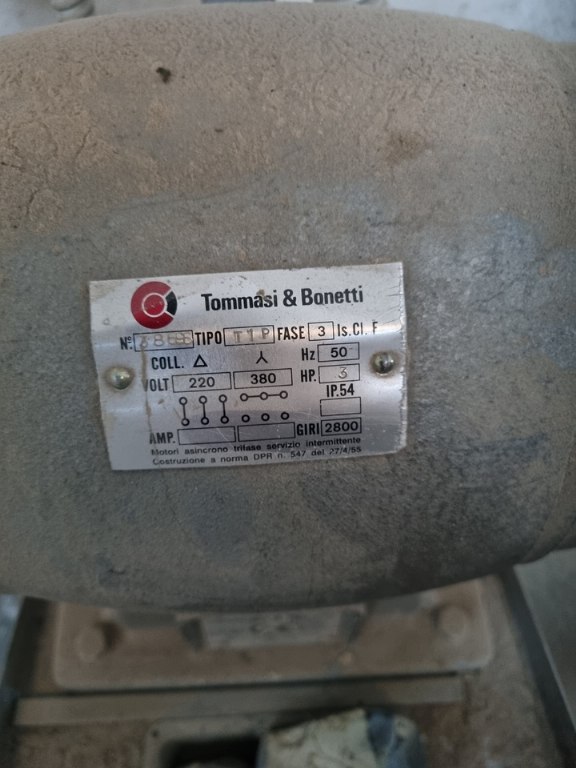 Tommasi & Bonetti
N° TIPO T1P FASE 3 Is. Cl. F
COLL. Δ Y Hz 50
VOLT 220 380 HP. 3
IP.54
AMP. GIRI 2800
Motori asincroni trifase servizio intermittente
Costruzione a norma DPR n. 547 del 27/4/55